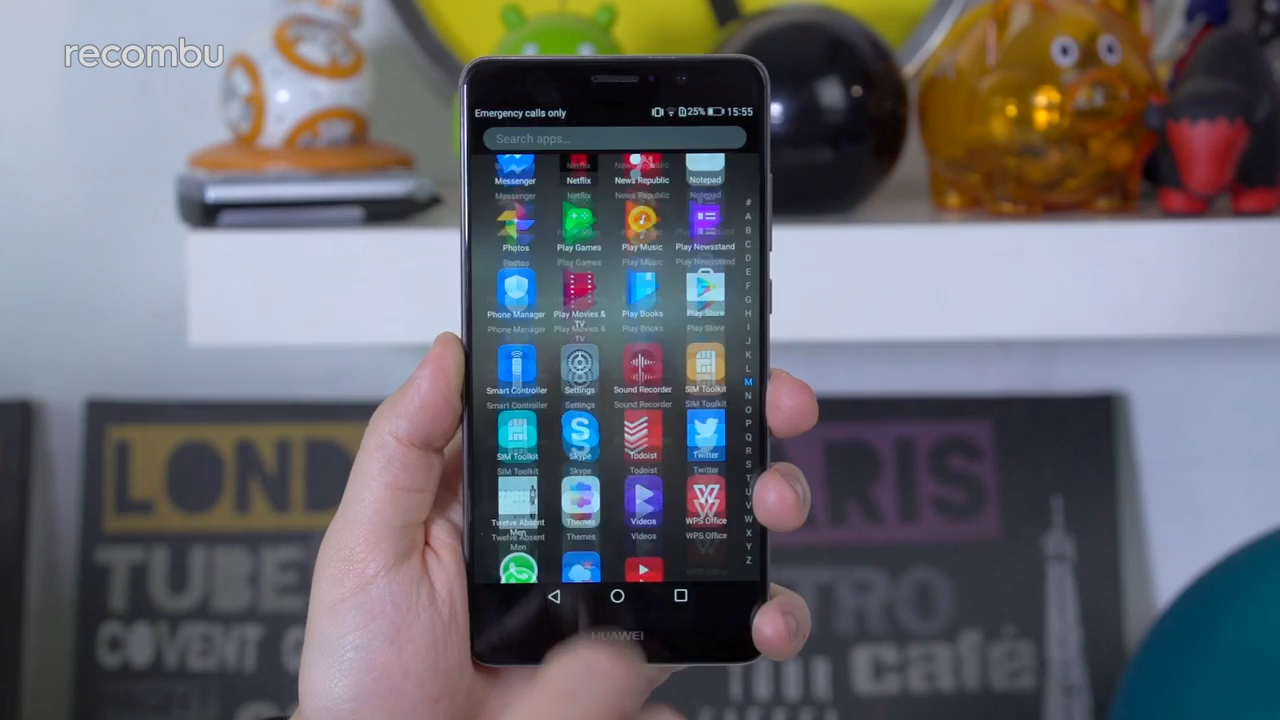 recombu
Emergency calls only 25% 15:55
Search apps...
Messenger Netflix News Republic Notepad
Photos Play Games Play Music Play Newsstand
Phone Manager Play Movies & TV Play Books Play Store
Smart Controller Settings Sound Recorder SIM Toolkit
SIM Toolkit Skype Todoist Twitter
Twelve Absent Men Themes Videos WPS Office
#
A
B
C
D
E
F
G
H
I
J
K
L
M
N
O
P
Q
R
S
T
U
V
W
X
Y
Z
HUAWEI
LOND
TUBE
COVENT
ARIS
TRO
café